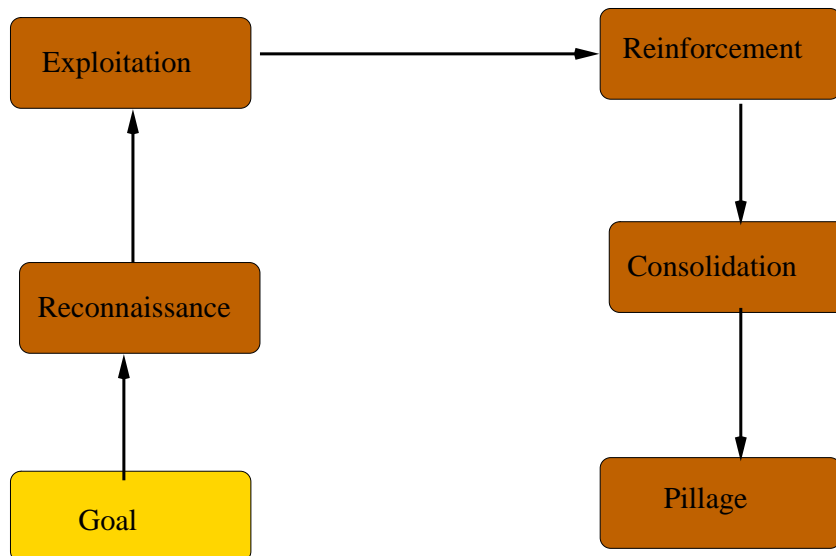 Exploitation
Reinforcement
Reconnaissance
Consolidation
Goal
Pillage